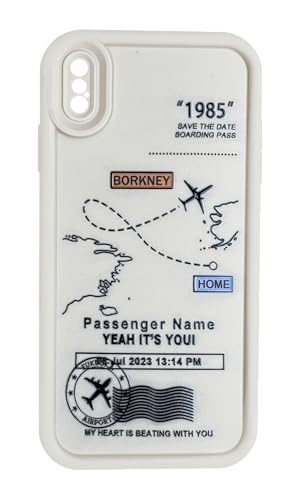 "1985"
SAVE THE DATE
BOARDING PASS
BORKNEY
HOME
Passenger Name
YEAH IT'S YOU!
Jul 2023 13:14 PM
AIRPORT
MY HEART IS BEATING WITH YOU